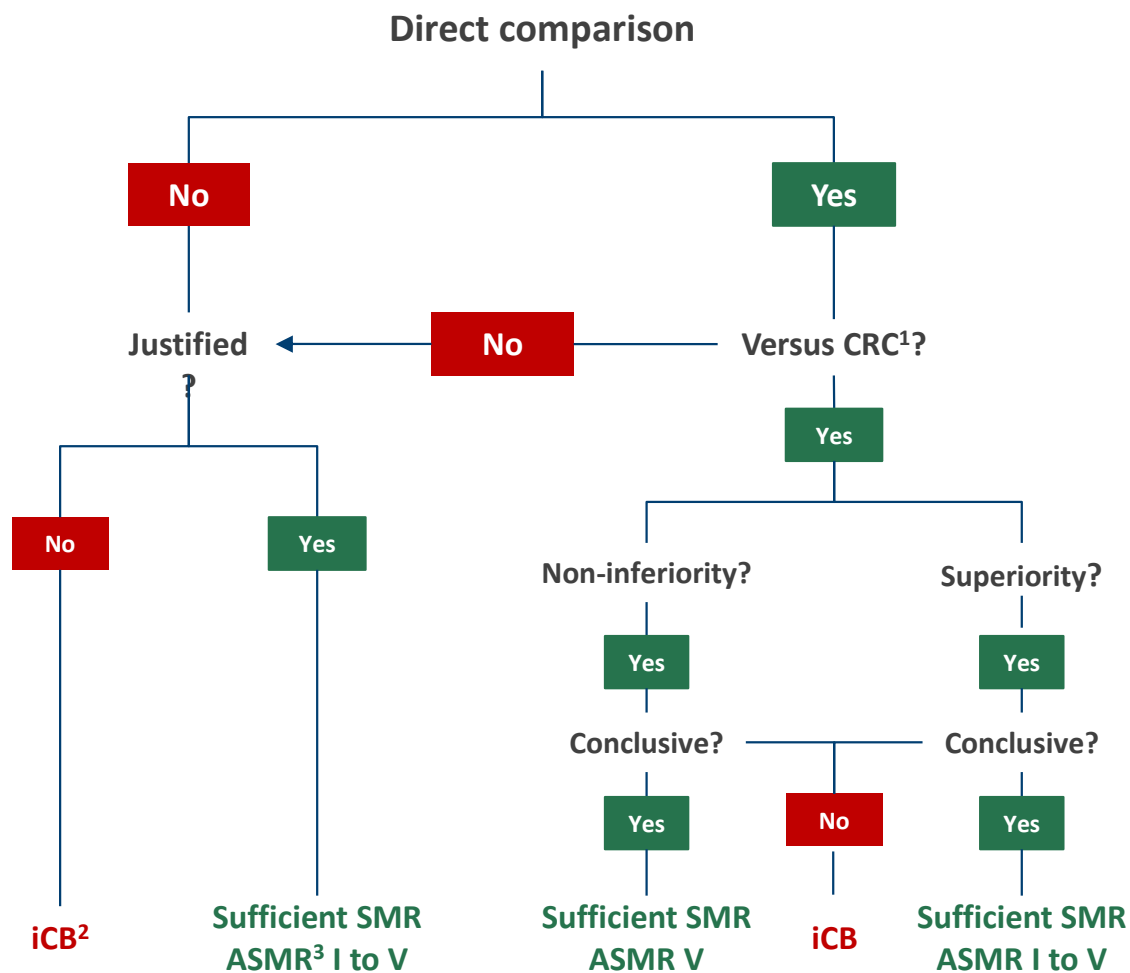 Direct comparison
No
Yes
Justified
?
No
Versus CRC¹?
Yes
No
Yes
Non-inferiority?
Superiority?
Yes
Yes
Conclusive?
Conclusive?
Yes
No
Yes
iCB²
Sufficient SMR
ASMR³ I to V
Sufficient SMR
ASMR V
iCB
Sufficient SMR
ASMR I to V